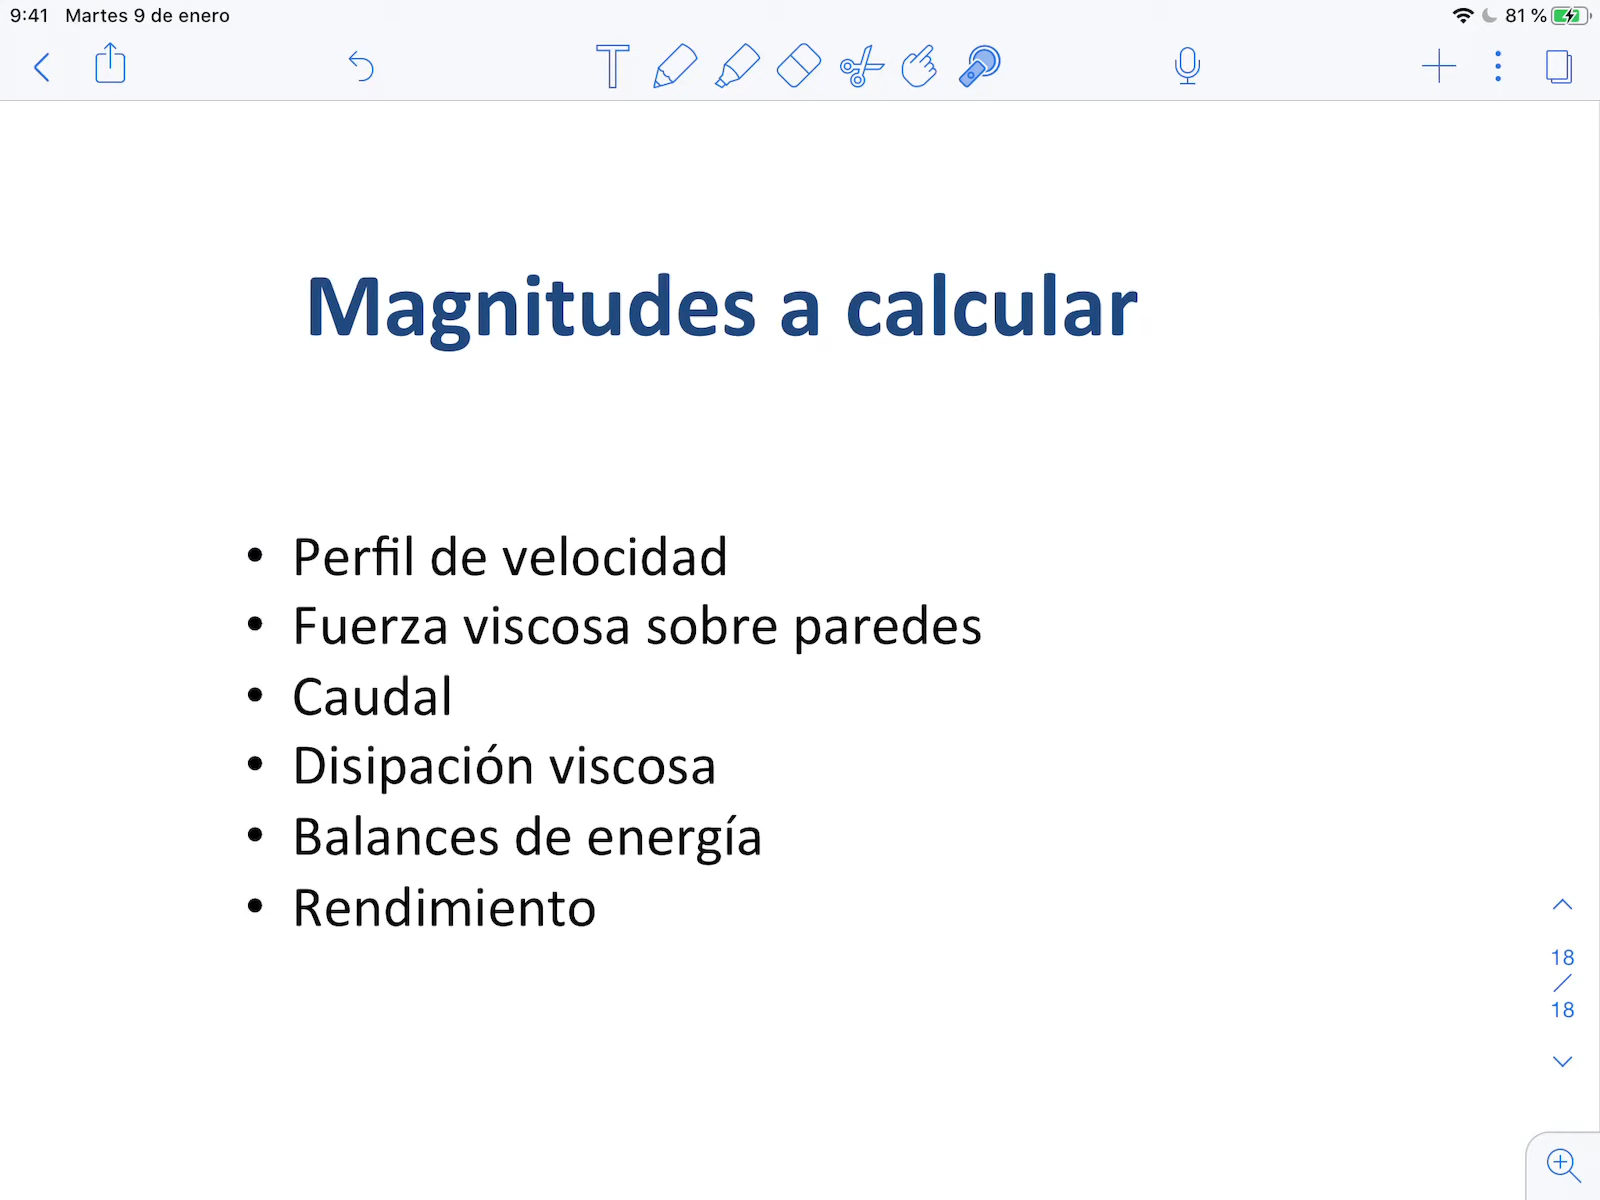 9:41 Martes 9 de enero 81 %
Magnitudes a calcular
• Perfil de velocidad
• Fuerza viscosa sobre paredes
• Caudal
• Disipación viscosa
• Balances de energía
• Rendimiento
18
/
18